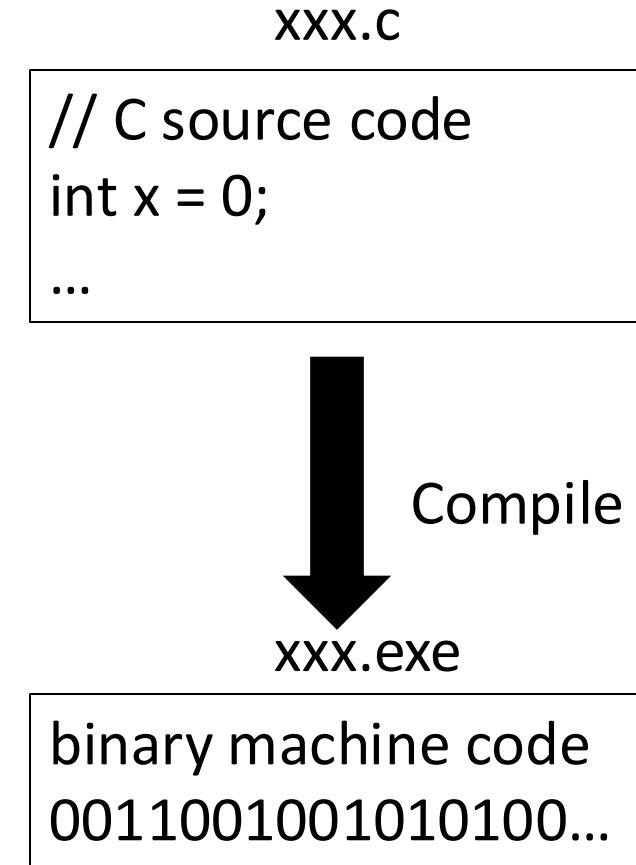 xxx.c
// C source code
int x = 0;
…
Compile
xxx.exe
binary machine code
0011001001010100…